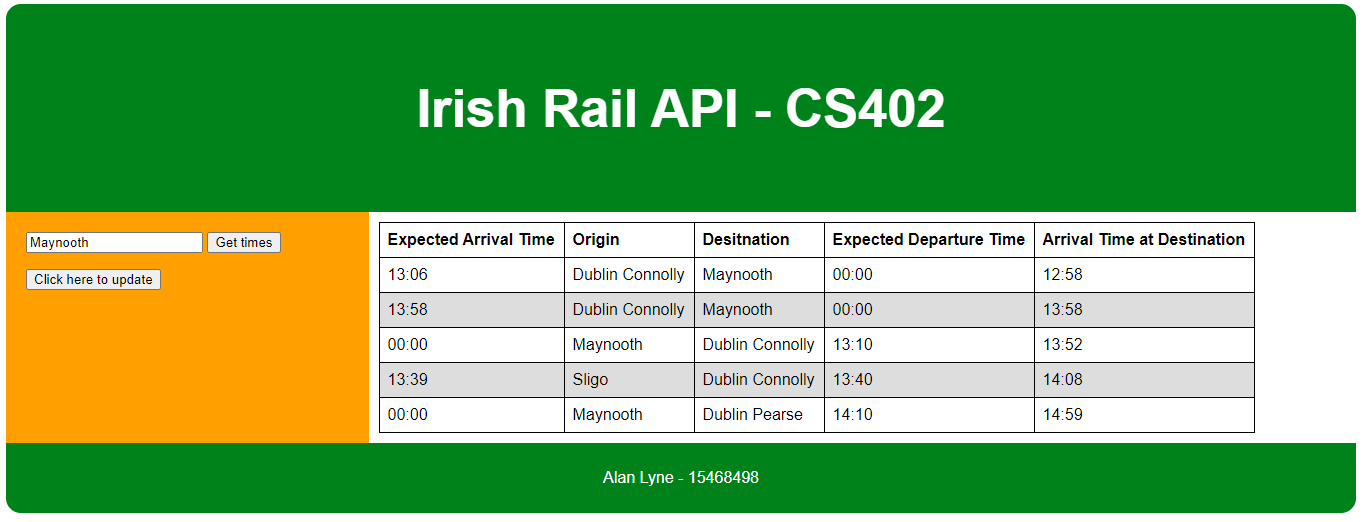 Irish Rail API - CS402
Maynooth Get times
Click here to update
Expected Arrival Time Origin Desitnation Expected Departure Time Arrival Time at Destination
13:06 Dublin Connolly Maynooth 00:00 12:58
13:58 Dublin Connolly Maynooth 00:00 13:58
00:00 Maynooth Dublin Connolly 13:10 13:52
13:39 Sligo Dublin Connolly 13:40 14:08
00:00 Maynooth Dublin Pearse 14:10 14:59
Alan Lyne - 15468498